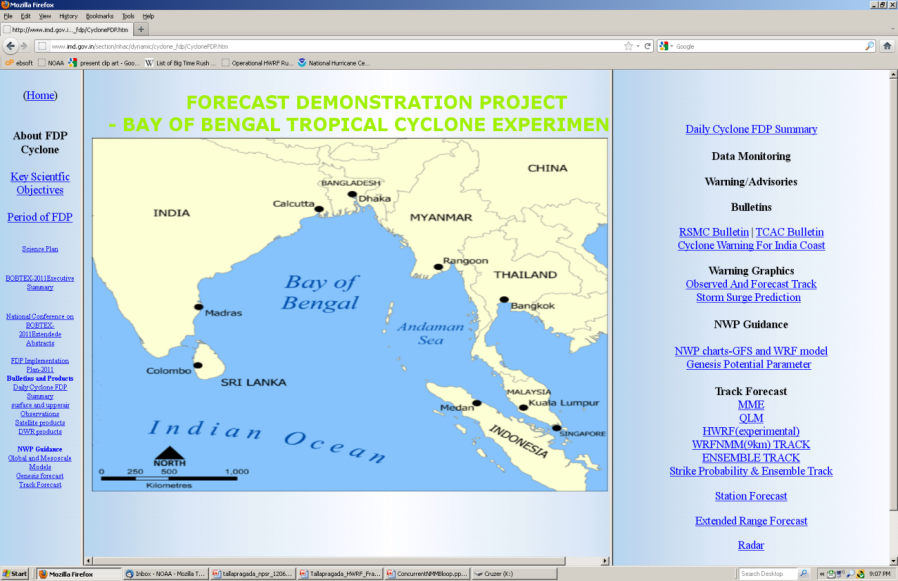 Mozilla Firefox
File Edit View History Bookmarks Tools Help
http://www.imd.gov.i..._fdp/CycloneFDP.htm
www.imd.gov.in/section/nhac/dynamic/cyclone_fdp/CycloneFDP.htm
Google
ebsoft NOAA present clip art - Goo... List of Big Time Rush ... Operational HWRF Ru... National Hurricane Ce...
(Home)
About FDP
Cyclone
Key Scientfic
Objectives
Period of FDP
Science Plan
BOBTEX-2011Executive
Summary
National Conference on
BOBTEX-
2011Extendede
Abstracts
FDP Implementation
Plan-2011
Bulletins and Products
Daily Cyclone FDP
Summary
surface and upperair
Observations
Satellite products
DWR products
NWP Guidance
Global and Mesoscale
Models
Genesis forecast
Track Forecast
FORECAST DEMONSTRATION PROJECT
- BAY OF BENGAL TROPICAL CYCLONE EXPERIMEN
CHINA
BANGLADESH
Dhaka
Calcutta
INDIA
MYANMAR
Rangoon
THAILAND
Bay of
Bengal
Bangkok
Madras
Andaman
Sea
Colombo
SRI LANKA
MALAYSIA
Kuala Lumpur
Medan
SINGAPORE
INDONESIA
Indian Ocean
NORTH
0 250 500 1,000
Kilometres
Daily Cyclone FDP Summary
Data Monitoring
Warning/Advisories
Bulletins
RSMC Bulletin | TCAC Bulletin
Cyclone Warning For India Coast
Warning Graphics
Observed And Forecast Track
Storm Surge Prediction
NWP Guidance
NWP charts-GFS and WRF model
Genesis Potential Parameter
Track Forecast
MME
QLM
HWRF(experimental)
WRFNMM(9km) TRACK
ENSEMBLE TRACK
Strike Probability & Ensemble Track
Station Forecast
Extended Range Forecast
Radar
Start Mozilla Firefox Inbox - NOAA - Mozilla T... tallapragada_npsr_1206... Tallapragada_HWRF_Fra... ConcurrentNMMBloop.pp... Cruzer (K:) Search Desktop 9:07 PM